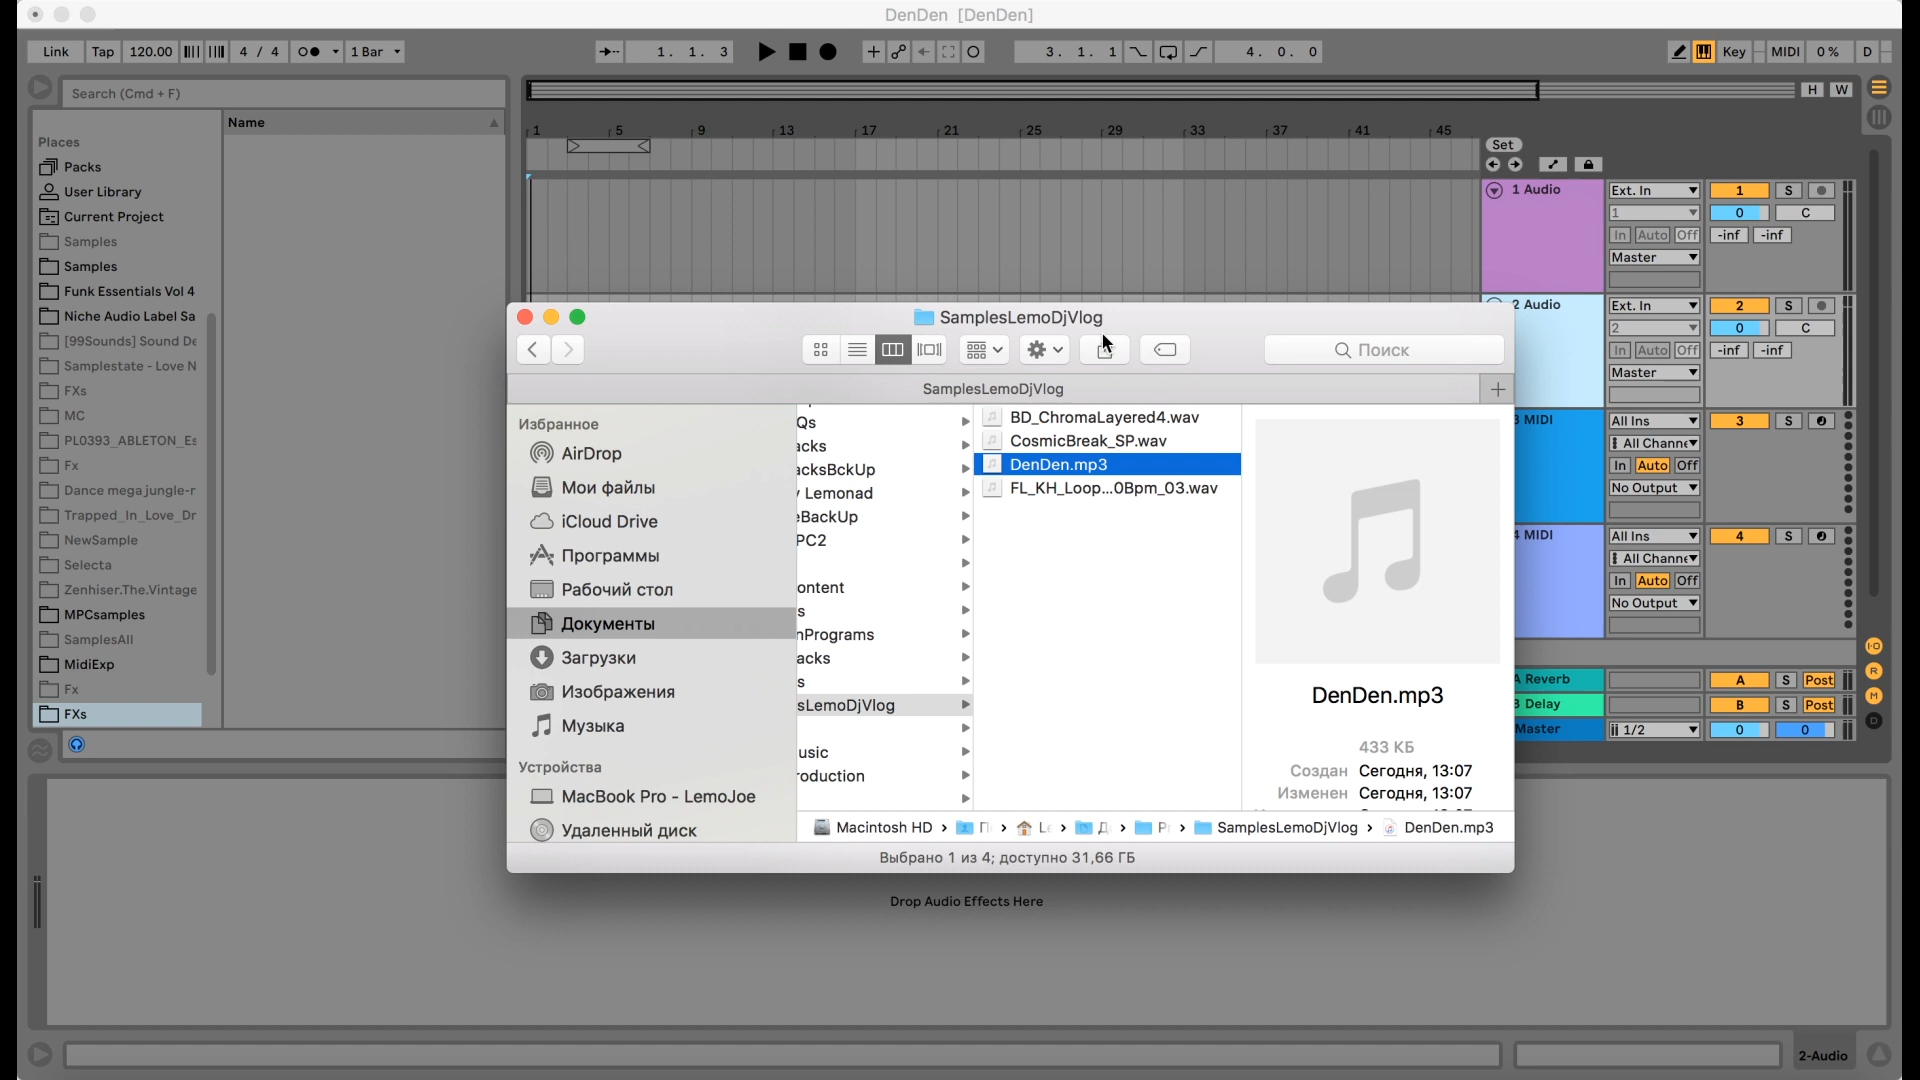 DenDen [DenDen]
Link Tap 120.00 4 / 4 1 Bar 1. 1. 3 3. 1. 1 4. 0. 0 Key MIDI 0 % D
Search (Cmd + F)
H W
Name
Places
Packs
User Library
Current Project
Samples
Samples
Funk Essentials Vol 4
Niche Audio Label Sa
[99Sounds] Sound De
Samplestate - Love N
FXs
MC
PL0393_ABLETON_Es
Fx
Dance mega jungle-r
Trapped_In_Love_Dr
NewSample
Selecta
Zenhiser.The.Vintage
MPCsamples
SamplesAll
MidiExp
Fx
FXs
1 5 9 13 17 21 25 29 33 37 41 45
Set
1 Audio Ext. In 1 S
1 0 C
In Auto Off -inf -inf
Master
2 Audio Ext. In 2 S
2 0 C
In Auto Off -inf -inf
Master
3 MIDI All Ins 3 S
All Channe
In Auto Off
No Output
4 MIDI All Ins 4 S
All Channe
In Auto Off
No Output
A Reverb A S Post
B Delay B S Post
Master 1/2 0 0
I·O
R
M
D
SamplesLemoDjVlog
Поиск
SamplesLemoDjVlog
Избранное
AirDrop
Мои файлы
iCloud Drive
Программы
Рабочий стол
Документы
Загрузки
Изображения
Музыка
Устройства
MacBook Pro - LemoJoe
Удаленный диск
Qs
acks
acksBckUp
y Lemonad
eBackUp
PC2
ontent
s
nPrograms
acks
s
sLemoDjVlog
usic
roduction
BD_ChromaLayered4.wav
CosmicBreak_SP.wav
DenDen.mp3
FL_KH_Loop...0Bpm_03.wav
DenDen.mp3
433 КБ
Создан Сегодня, 13:07
Изменен Сегодня, 13:07
Macintosh HD › П › Le › Д › Pr › SamplesLemoDjVlog › DenDen.mp3
Выбрано 1 из 4; доступно 31,66 ГБ
Drop Audio Effects Here
2-Audio